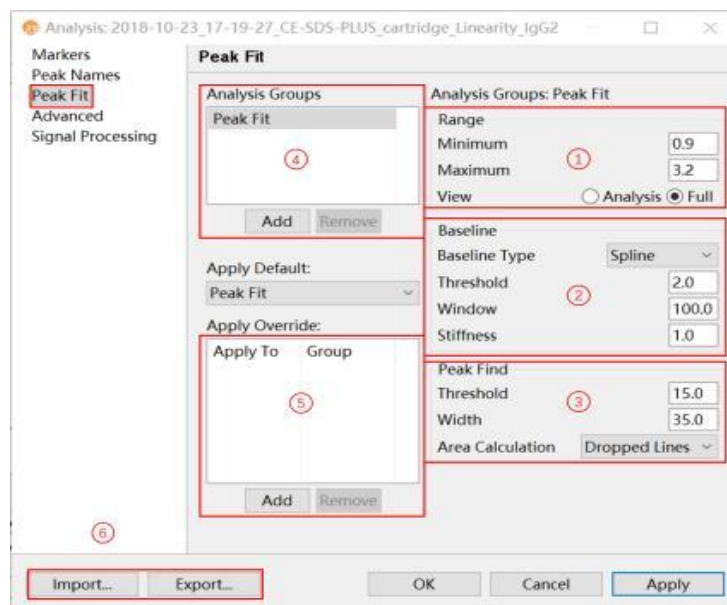 Analysis: 2018-10-23_17-19-27_CE-SDS-PLUS_cartridge_Linearity_IgG2
Markers
Peak Names
Peak Fit
Advanced
Signal Processing
⑥
Peak Fit
Analysis Groups
Peak Fit
④
Add Remove
Apply Default:
Peak Fit
Apply Override:
Apply To Group
⑤
Add Remove
Analysis Groups: Peak Fit
Range
Minimum 0.9
①
Maximum 3.2
View Analysis Full
Baseline
Baseline Type Spline
Threshold 2.0
②
Window 100.0
Stiffness 1.0
Peak Find
Threshold 15.0
③
Width 35.0
Area Calculation Dropped Lines
Import... Export... OK Cancel Apply